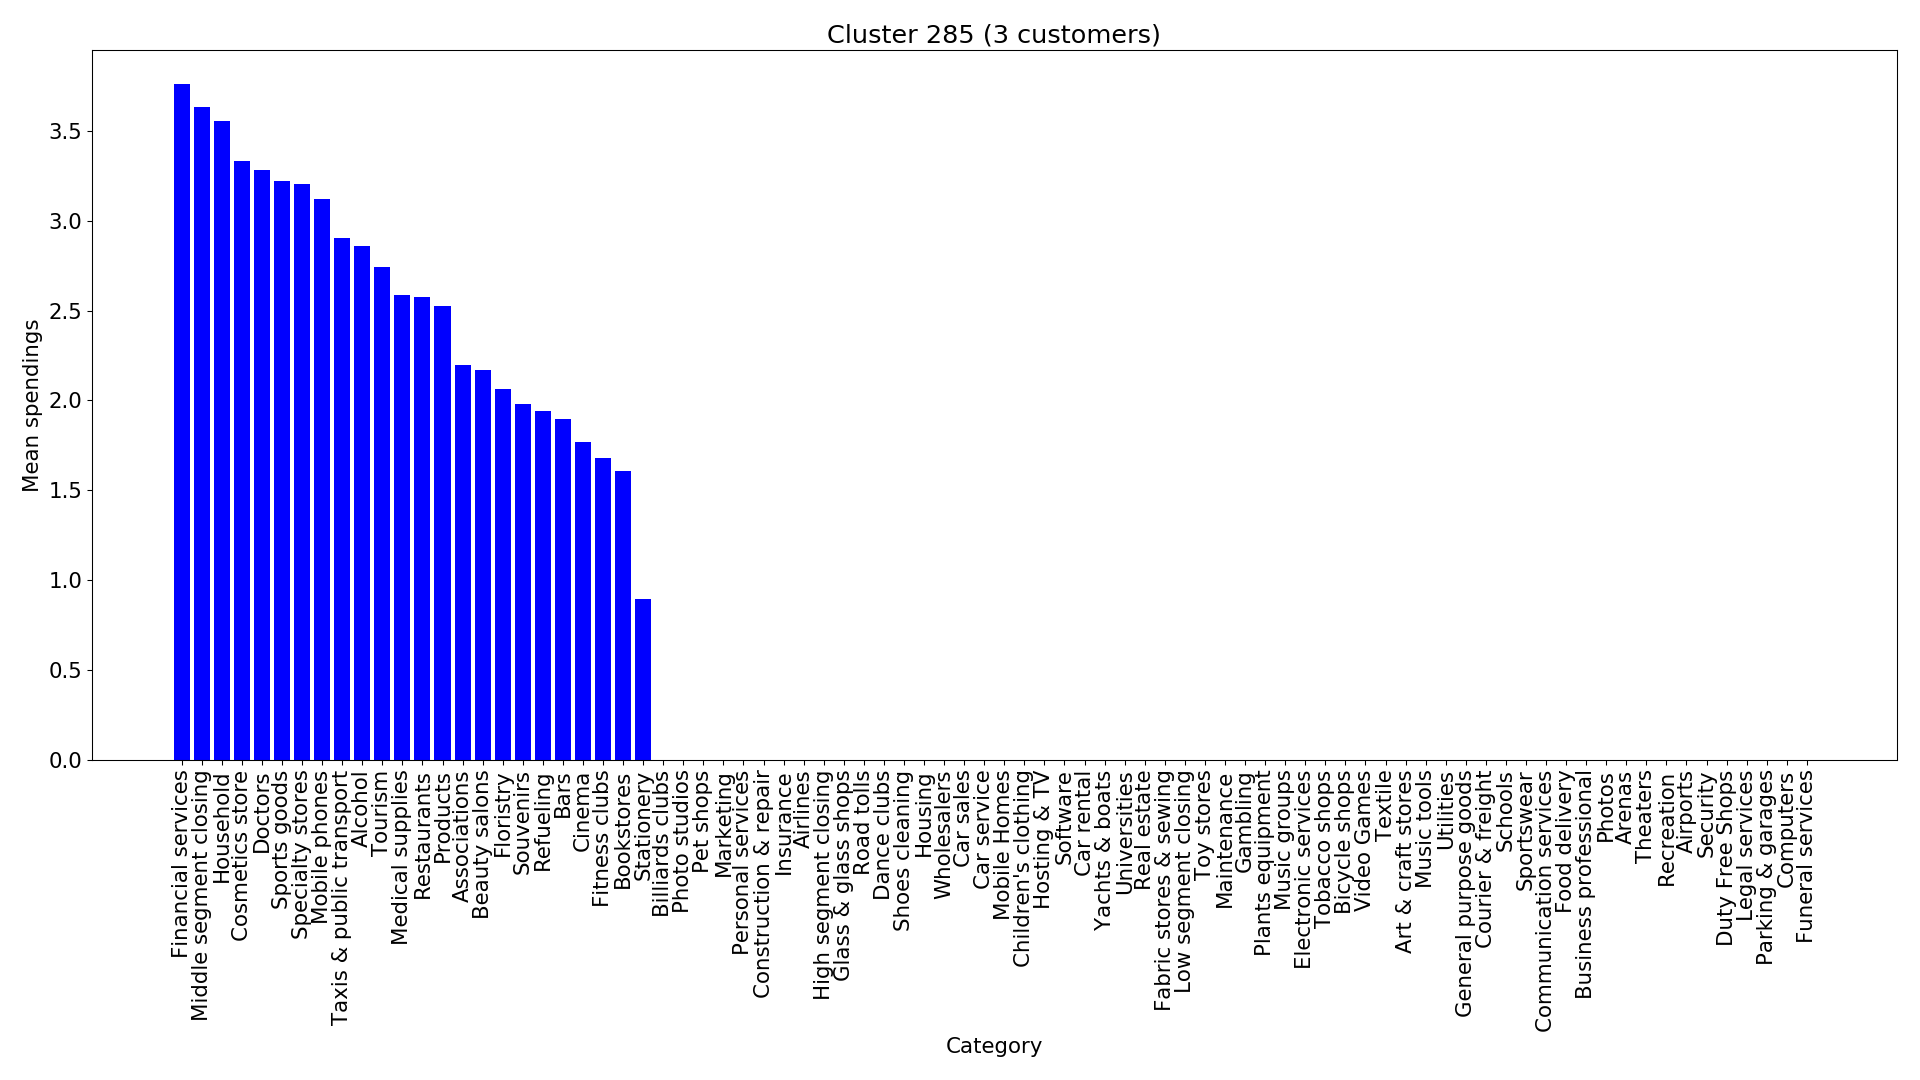 Cluster 285 (3 customers)
Mean spendings
3.5
3.0
2.5
2.0
1.5
1.0
0.5
0.0
Financial services
Middle segment closing
Household
Cosmetics store
Doctors
Sports goods
Specialty stores
Mobile phones
Taxis & public transport
Alcohol
Tourism
Medical supplies
Restaurants
Products
Associations
Beauty salons
Floristry
Souvenirs
Refueling
Bars
Cinema
Fitness clubs
Bookstores
Stationery
Billiards clubs
Photo studios
Pet shops
Marketing
Personal services
Construction & repair
Insurance
Airlines
High segment closing
Glass & glass shops
Road tolls
Dance clubs
Shoes cleaning
Housing
Wholesalers
Car sales
Car service
Mobile Homes
Children's clothing
Hosting & TV
Software
Car rental
Yachts & boats
Universities
Real estate
Fabric stores & sewing
Low segment closing
Toy stores
Maintenance
Gambling
Plants equipment
Music groups
Electronic services
Tobacco shops
Bicycle shops
Video Games
Textile
Art & craft stores
Music tools
Utilities
General purpose goods
Courier & freight
Schools
Sportswear
Communication services
Food delivery
Business professional
Photos
Arenas
Theaters
Recreation
Airports
Security
Duty Free Shops
Legal services
Parking & garages
Computers
Funeral services
Category